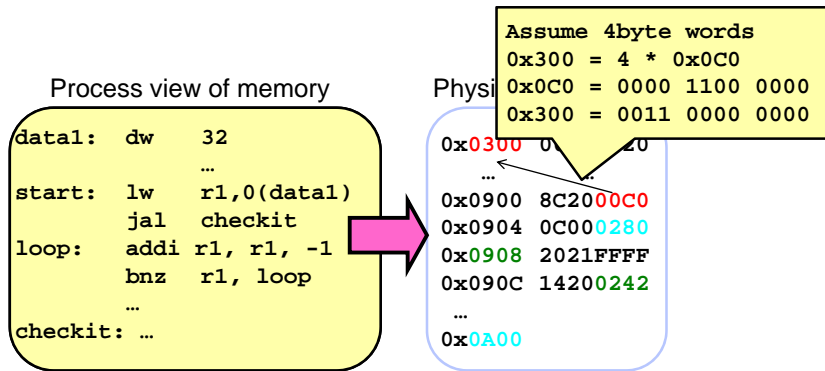 Assume 4byte words
0x300 = 4 * 0x0C0
0x0C0 = 0000 1100 0000
0x300 = 0011 0000 0000
Process view of memory
data1: dw 32
…
start: lw r1,0(data1)
jal checkit
loop: addi r1, r1, -1
bnz r1, loop
…
checkit: …
0x0300
…
0x0900 8C2000C0
0x0904 0C000280
0x0908 2021FFFF
0x090C 14200242
…
0x0A00